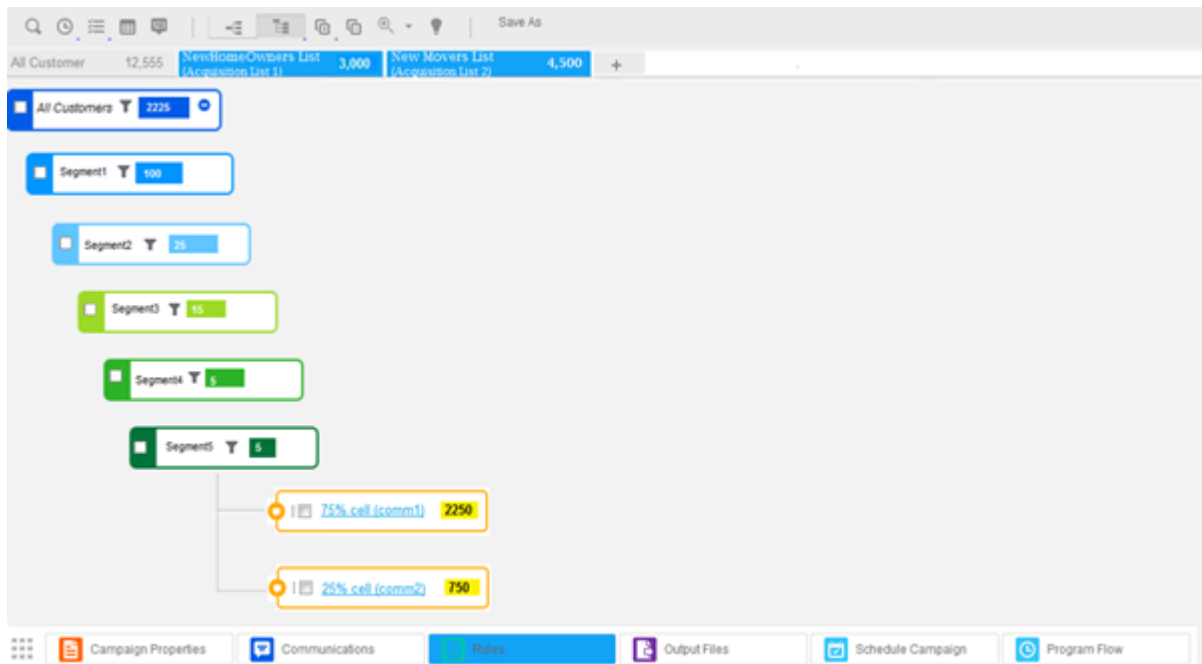 Save As
All Customer 12,555
NewHomeOwners List
(Acquisition List 1)
3,000
New Movers List
(Acquisition List 2)
4,500
+
All Customers 2225
Segment1 100
Segment2 25
Segment3 15
Segment4 5
Segment5 5
75% cell (comm1) 2250
25% cell (comm2) 750
Campaign Properties
Communications
Rules
Output Files
Schedule Campaign
Program Flow